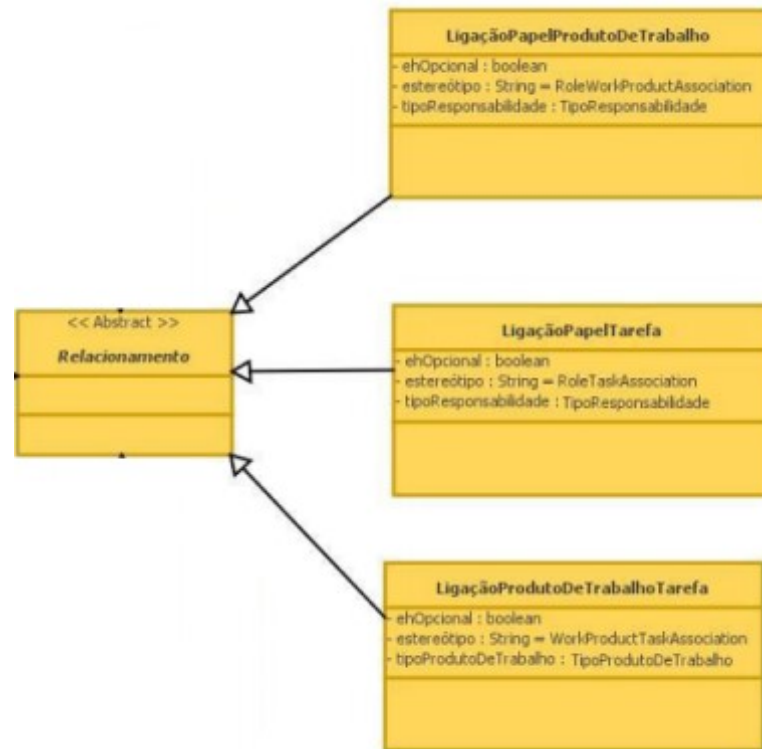 LigaçãoPapelProdutoDeTrabalho
- ehOpcional : boolean
- estereótipo : String = RoleWorkProductAssociation
- tipoResponsabilidade : TipoResponsabilidade
<< Abstract >>
Relacionamento
LigaçãoPapelTarefa
- ehOpcional : boolean
- estereótipo : String = RoleTaskAssociation
- tipoResponsabilidade : TipoResponsabilidade
LigaçãoProdutoDeTrabalhoTarefa
- ehOpcional : boolean
- estereótipo : String = WorkProductTaskAssociation
- tipoProdutoDeTrabalho : TipoProdutoDeTrabalho